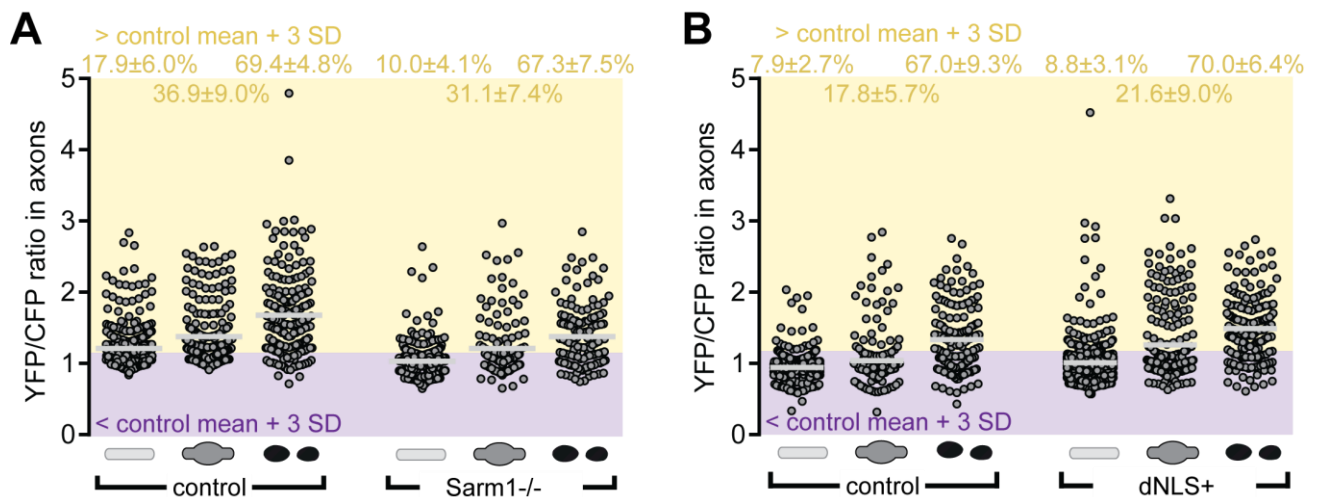 A
> control mean + 3 SD
17.9±6.0% 69.4±4.8% 10.0±4.1% 67.3±7.5%
36.9±9.0% 31.1±7.4%
YFP/CFP ratio in axons
5
4
3
2
1
0
< control mean + 3 SD
control Sarm1-/-
B
> control mean + 3 SD
7.9±2.7% 67.0±9.3% 8.8±3.1% 70.0±6.4%
17.8±5.7% 21.6±9.0%
YFP/CFP ratio in axons
5
4
3
2
1
0
< control mean + 3 SD
control dNLS+